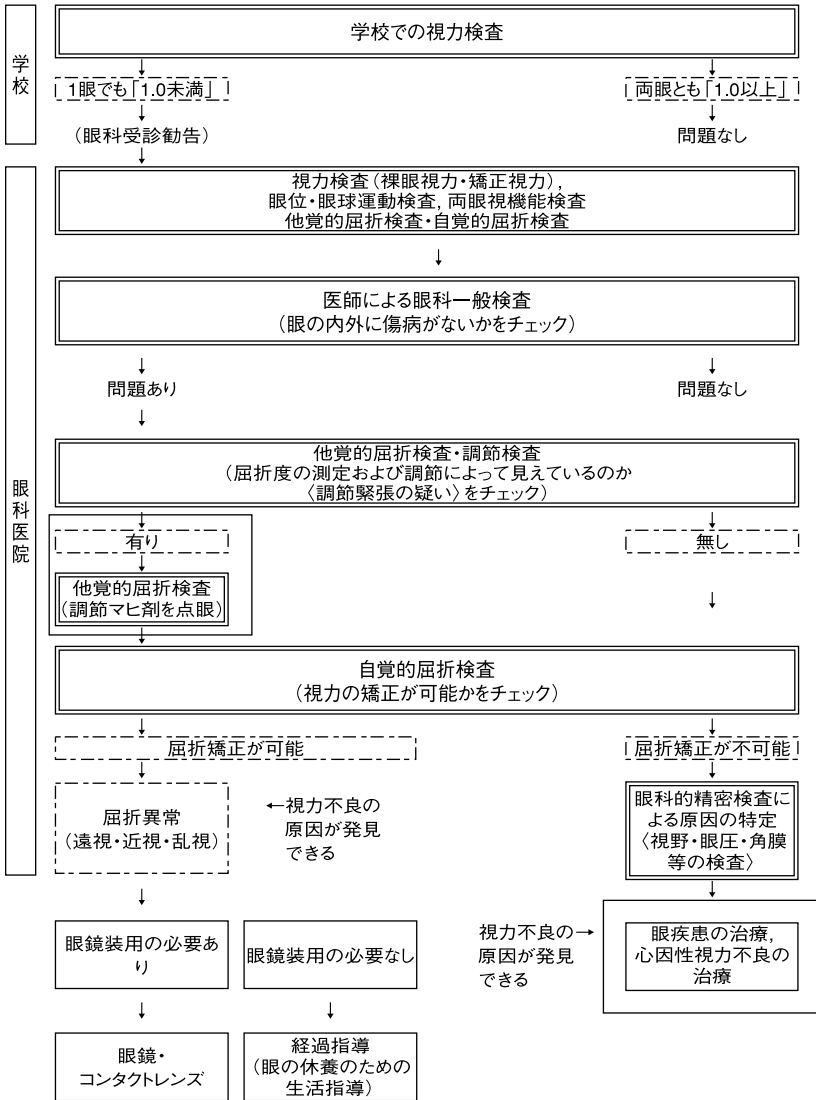 学校
学校での視力検査
1眼でも「1.0未満」
両眼とも「1.0以上」
(眼科受診勧告)
問題なし
眼科医院
視力検査(裸眼視力・矯正視力),
眼位・眼球運動検査, 両眼視機能検査
他覚的屈折検査・自覚的屈折検査
医師による眼科一般検査
(眼の内外に傷病がないかをチェック)
問題あり
問題なし
他覚的屈折検査・調節検査
(屈折度の測定および調節によって見えているのか
〈調節緊張の疑い〉をチェック)
有り
無し
他覚的屈折検査
(調節マヒ剤を点眼)
自覚的屈折検査
(視力の矯正が可能かをチェック)
屈折矯正が可能
屈折矯正が不可能
屈折異常
(遠視・近視・乱視)
←視力不良の
原因が発見
できる
眼科的精密検査に
よる原因の特定
〈視野・眼圧・角膜
等の検査〉
眼鏡装用の必要あ
り
眼鏡装用の必要なし
視力不良の→
原因が発見
できる
眼疾患の治療,
心因性視力不良の
治療
眼鏡・
コンタクトレンズ
経過指導
(眼の休養のための
生活指導)